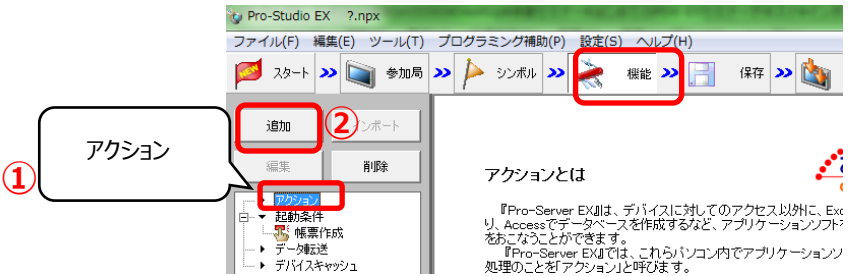 Pro-Studio EX ?.npx
ファイル(F) 編集(E) ツール(T) プログラミング補助(P) 設定(S) ヘルプ(H)
スタート 参加局 シンボル 機能 保存
追加 ② インポート
編集 削除
アクション
①
アクション
起動条件
帳票作成
データ転送
デバイスキャッシュ
アクションとは
『Pro-Server EX』は、デバイスに対してのアクセス以外に、
り、Accessでデータベースを作成するなど、アプリケーションソフト
をおこなうことができます。
『Pro-Server EX』では、これらパソコン内でアプリケーションソ
処理のことを「アクション」と呼びます。